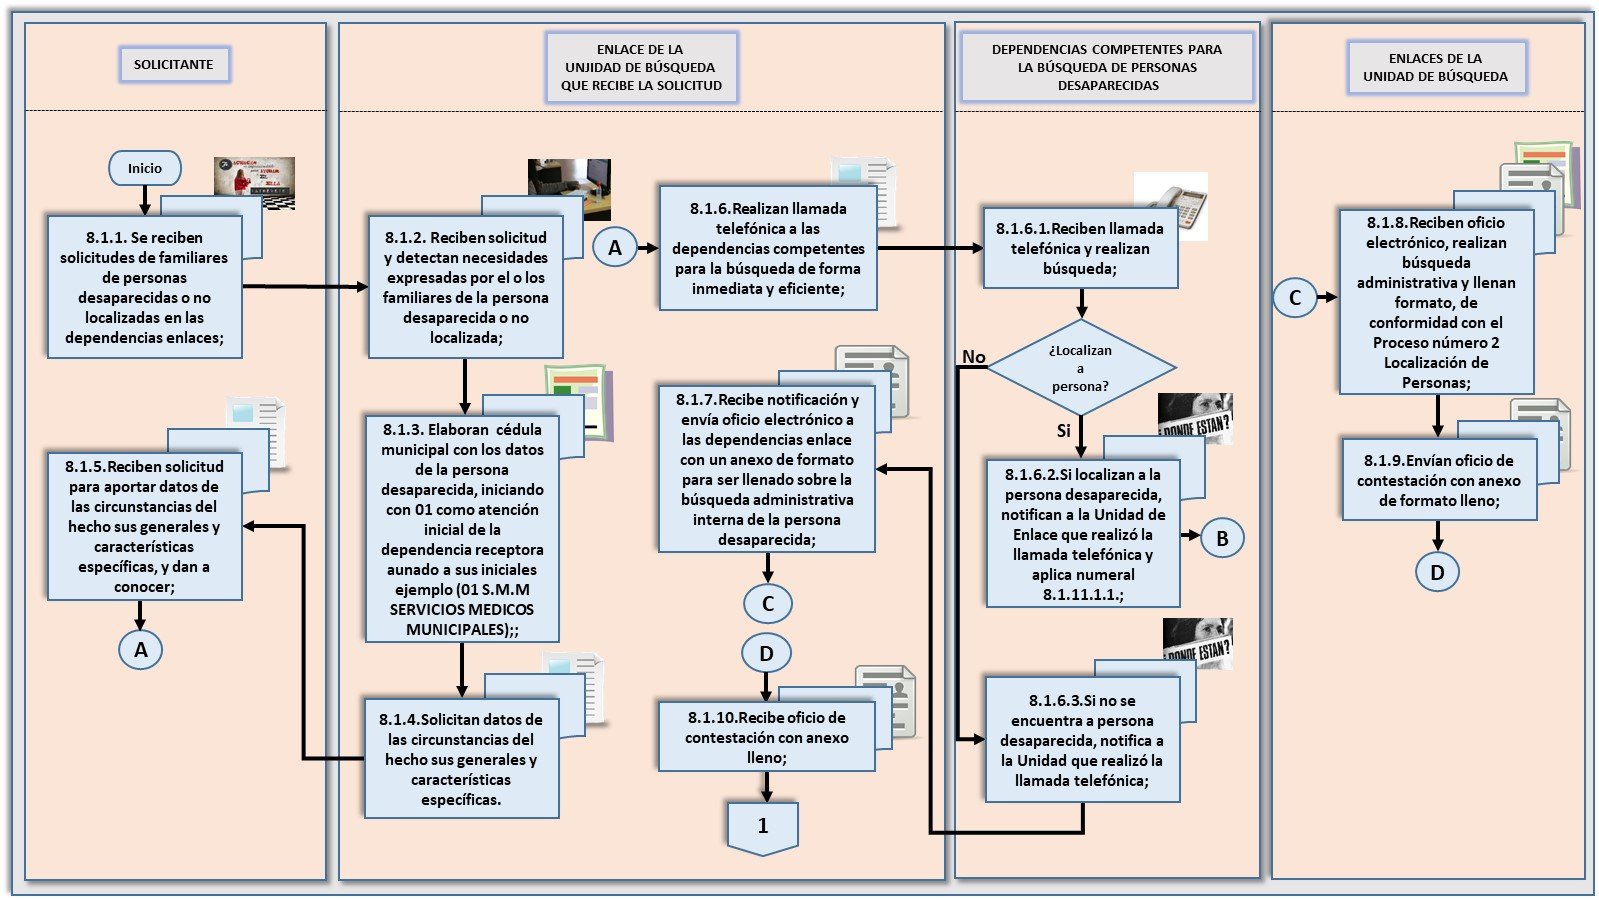 SOLICITANTE
Inicio
8.1.1. Se reciben
solicitudes de familiares
de personas
desaparecidas o no
localizadas en las
dependencias enlaces;
8.1.5.Reciben solicitud
para aportar datos de
las circunstancias del
hecho sus generales y
características
específicas, y dan a
conocer;
A
ENLACE DE LA
UNJIDAD DE BÚSQUEDA
QUE RECIBE LA SOLICITUD
8.1.2. Reciben solicitud
y detectan necesidades
expresadas por el o los
familiares de la persona
desaparecida o no
localizada;
8.1.3. Elaboran cédula
municipal con los datos
de la persona
desaparecida, iniciando
con 01 como atención
inicial de la
dependencia receptora
aunado a sus iniciales
ejemplo (01 S.M.M
SERVICIOS MEDICOS
MUNICIPALES);;
8.1.4.Solicitan datos de
las circunstancias del
hecho sus generales y
características
específicas.
A
8.1.6.Realizan llamada
telefónica a las
dependencias competentes
para la búsqueda de forma
inmediata y eficiente;
8.1.7.Recibe notificación y
envía oficio electrónico a
las dependencias enlace
con un anexo de formato
para ser llenado sobre la
búsqueda administrativa
interna de la persona
desaparecida;
C
D
8.1.10.Recibe oficio de
contestación con anexo
lleno;
1
DEPENDENCIAS COMPETENTES PARA
LA BÚSQUEDA DE PERSONAS
DESAPARECIDAS
8.1.6.1.Reciben llamada
telefónica y realizan
búsqueda;
¿Localizan
a
persona?
No
Si
¿DONDE ESTAN?
8.1.6.2.Si localizan a la
persona desaparecida,
notifican a la Unidad de
Enlace que realizó la
llamada telefónica y
aplica numeral
8.1.11.1.1.;
B
¿DONDE ESTAN?
8.1.6.3.Si no se
encuentra a persona
desaparecida, notifica a
la Unidad que realizó la
llamada telefónica;
ENLACES DE LA
UNIDAD DE BÚSQUEDA
C
8.1.8.Reciben oficio
electrónico, realizan
búsqueda
administrativa y llenan
formato, de
conformidad con el
Proceso número 2
Localización de
Personas;
8.1.9.Envían oficio de
contestación con anexo
de formato lleno;
D